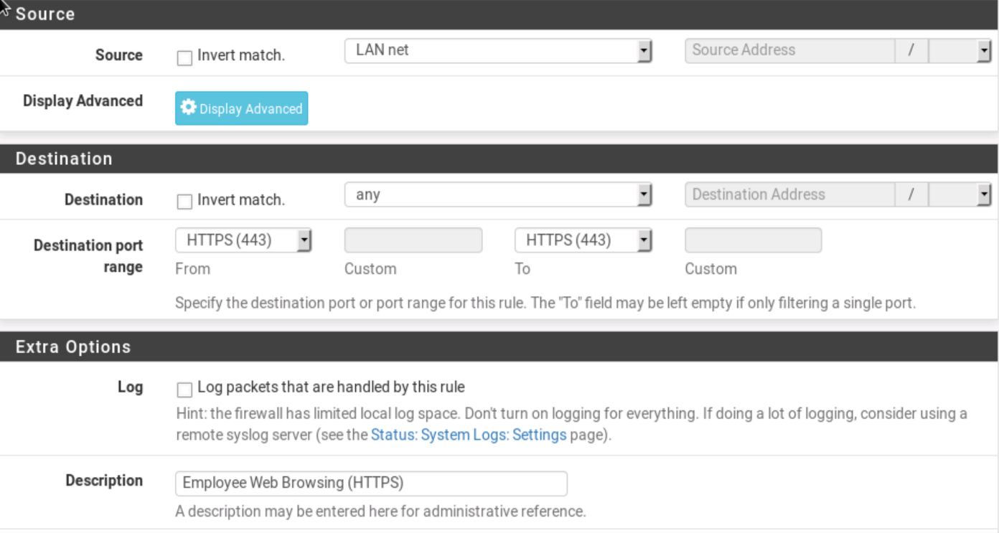 Source
Source Invert match. LAN net Source Address /
Display Advanced Display Advanced
Destination
Destination Invert match. any Destination Address /
Destination port range HTTPS (443) HTTPS (443)
From Custom To Custom
Specify the destination port or port range for this rule. The "To" field may be left empty if only filtering a single port.
Extra Options
Log Log packets that are handled by this rule
Hint: the firewall has limited local log space. Don't turn on logging for everything. If doing a lot of logging, consider using a
remote syslog server (see the Status: System Logs: Settings page).
Description Employee Web Browsing (HTTPS)
A description may be entered here for administrative reference.